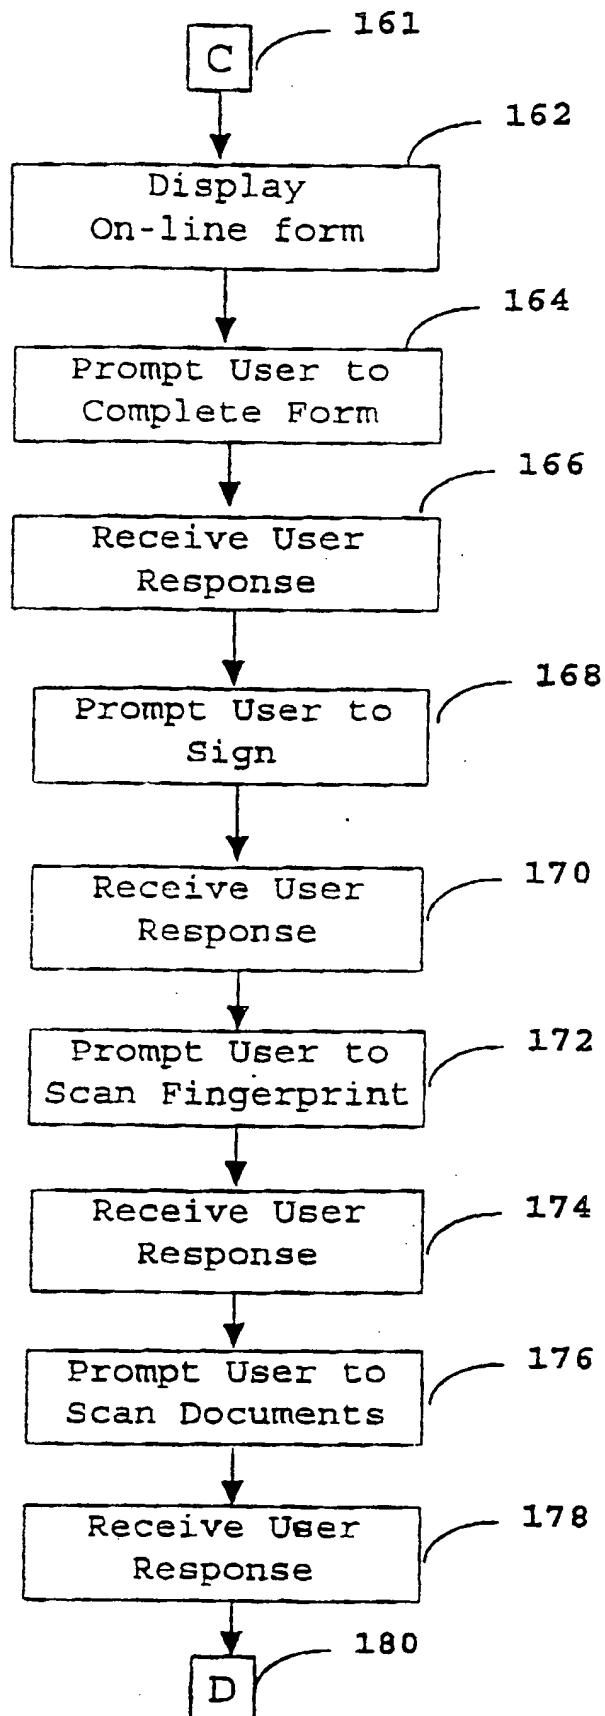 161
C
162
Display
On-line form
164
Prompt User to
Complete Form
166
Receive User
Response
168
Prompt User to
Sign
170
Receive User
Response
172
Prompt User to
Scan Fingerprint
174
Receive User
Response
176
Prompt User to
Scan Documents
178
Receive User
Response
180
D